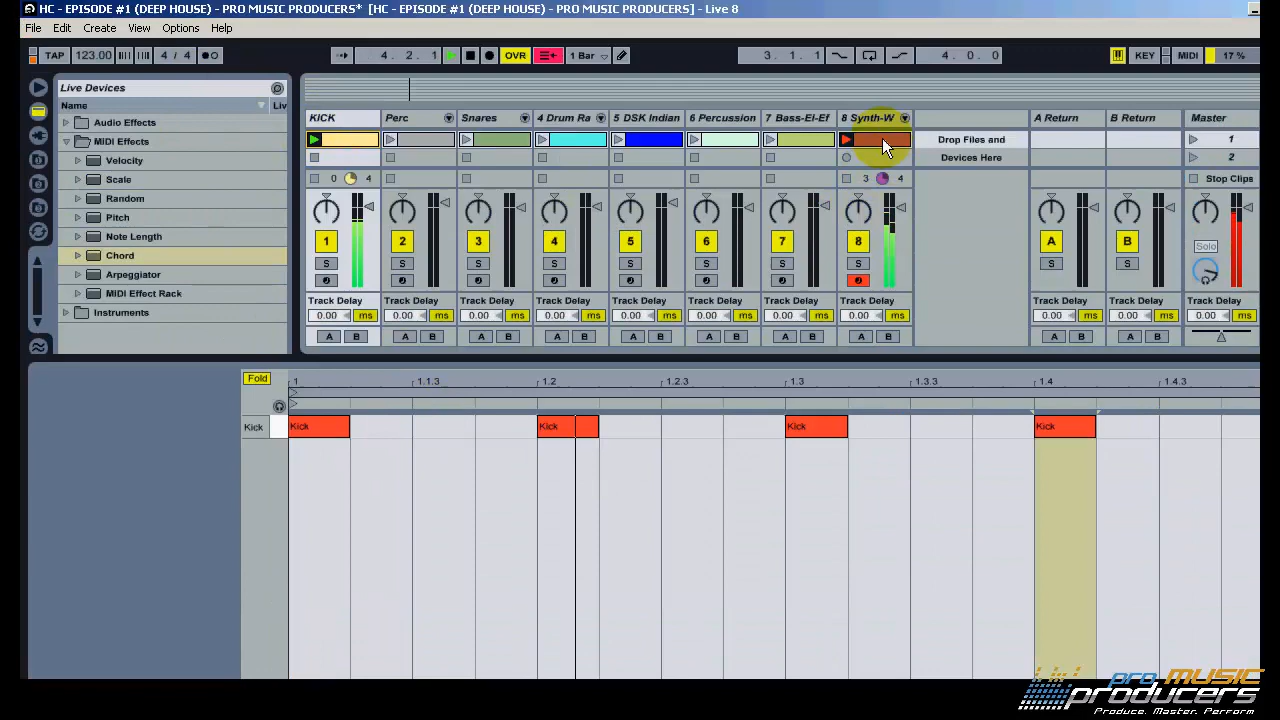 HC - EPISODE #1 (DEEP HOUSE) - PRO MUSIC PRODUCERS* [HC - EPISODE #1 (DEEP HOUSE) - PRO MUSIC PRODUCERS] - Live 8
File Edit Create View Options Help
TAP 123.00 4 / 4 4. 2. 1 OVR 1 Bar 3. 1. 1 4. 0. 0 KEY MIDI 17 %
Live Devices
Name Liv
Audio Effects
MIDI Effects
Velocity
Scale
Random
Pitch
Note Length
Chord
Arpeggiator
MIDI Effect Rack
Instruments
KICK Perc Snares 4 Drum Ra 5 DSK Indian 6 Percussion 7 Bass-El-Ef 8 Synth-W A Return B Return Master
Drop Files and 1
Devices Here 2
0 4 3 4 Stop Clips
1 2 3 4 5 6 7 8 A B Solo
S S S S S S S S S S
Track Delay Track Delay Track Delay Track Delay Track Delay Track Delay Track Delay Track Delay Track Delay Track Delay Track Delay
0.00 ms 0.00 ms 0.00 ms 0.00 ms 0.00 ms 0.00 ms 0.00 ms 0.00 ms 0.00 ms 0.00 ms 0.00 ms
A B A B A B A B A B A B A B A B A B A B
Fold 1 1.1.3 1.2 1.2.3 1.3 1.3.3 1.4 1.4.3
Kick Kick Kick Kick Kick
pro MUSIC
producers
Produce. Master. Perform